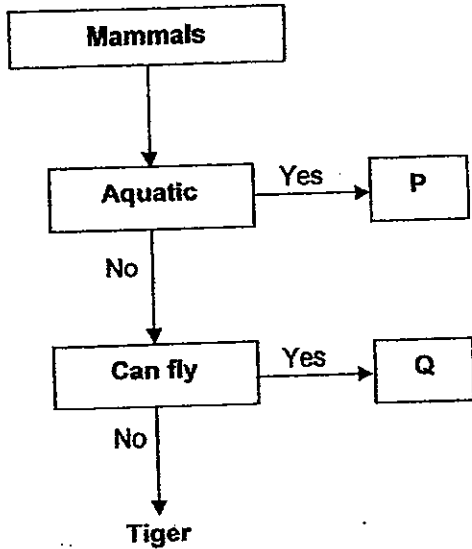 Mammals
Aquatic
Yes
P
No
Can fly
Yes
Q
No
Tiger